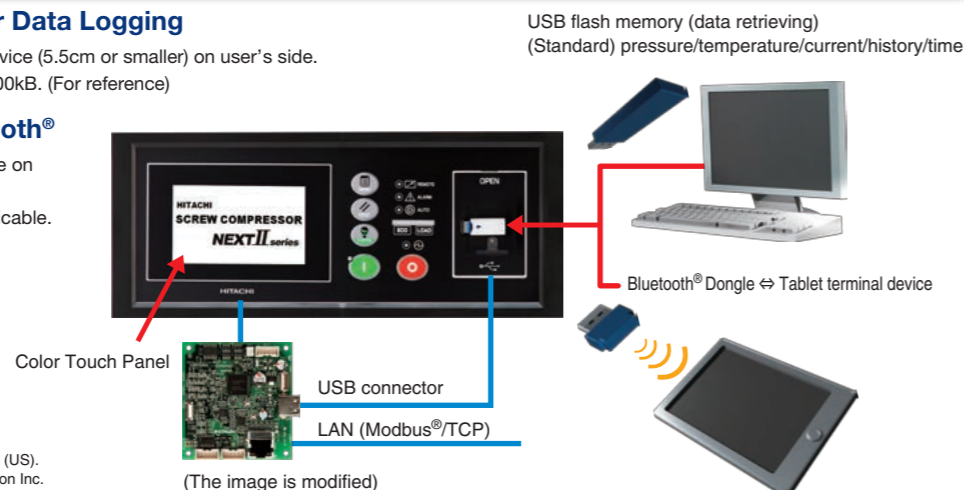 r Data Logging
vice (5.5cm or smaller) on user's side.
00kB. (For reference)
oth®
e on
cable.
USB flash memory (data retrieving)
(Standard) pressure/temperature/current/history/time
HITACHI
SCREW COMPRESSOR
NEXTII series
REMOTE
ALARM
AUTO
ECO LOAD
OPEN
HITACHI
Bluetooth® Dongle ⇔ Tablet terminal device
Color Touch Panel
USB connector
LAN (Modbus®/TCP)
(US).
on Inc.
(The image is modified)